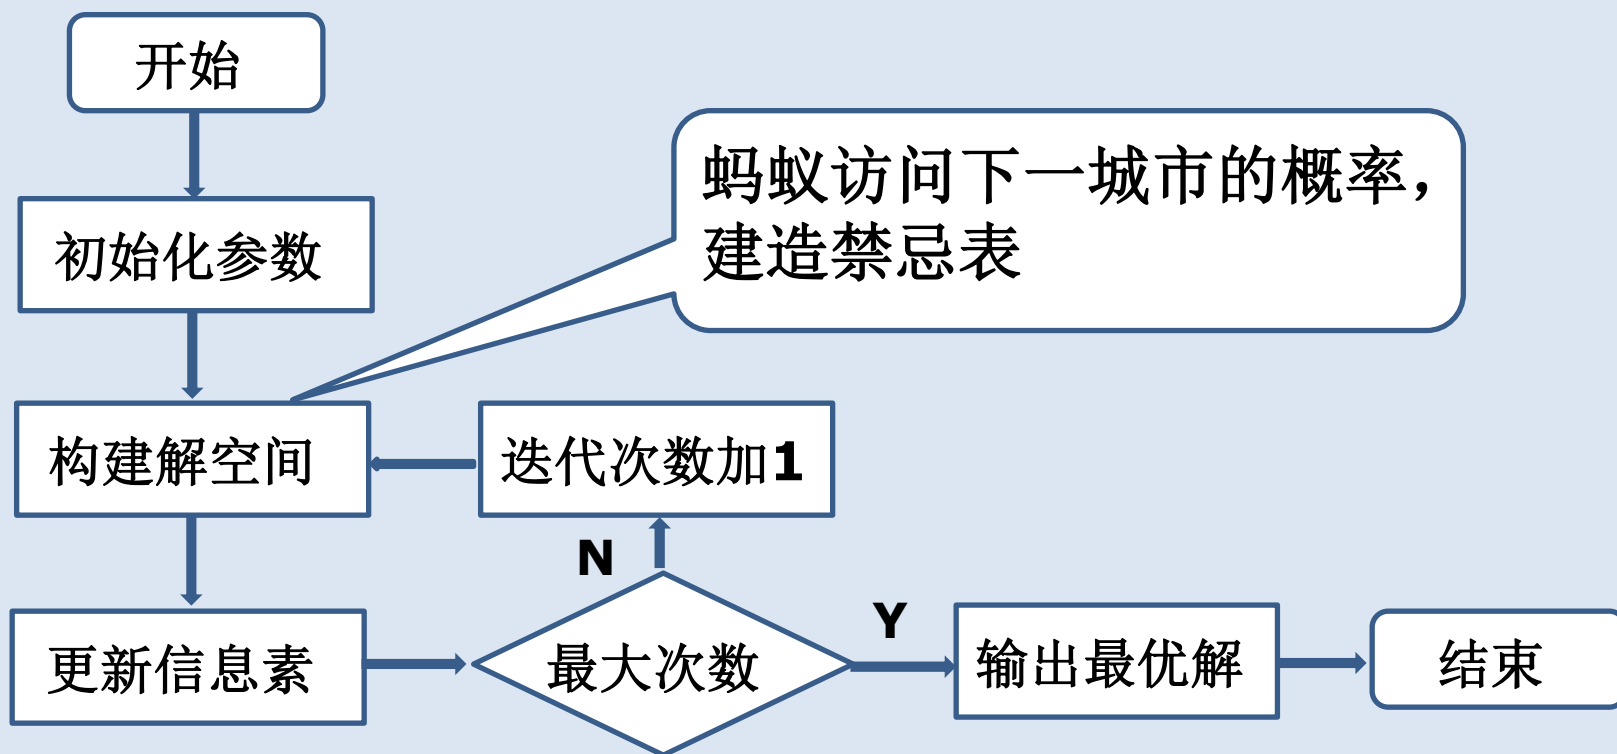 开始
蚂蚁访问下一城市的概率，
建造禁忌表
初始化参数
构建解空间
迭代次数加1
N
Y
更新信息素
最大次数
输出最优解
结束